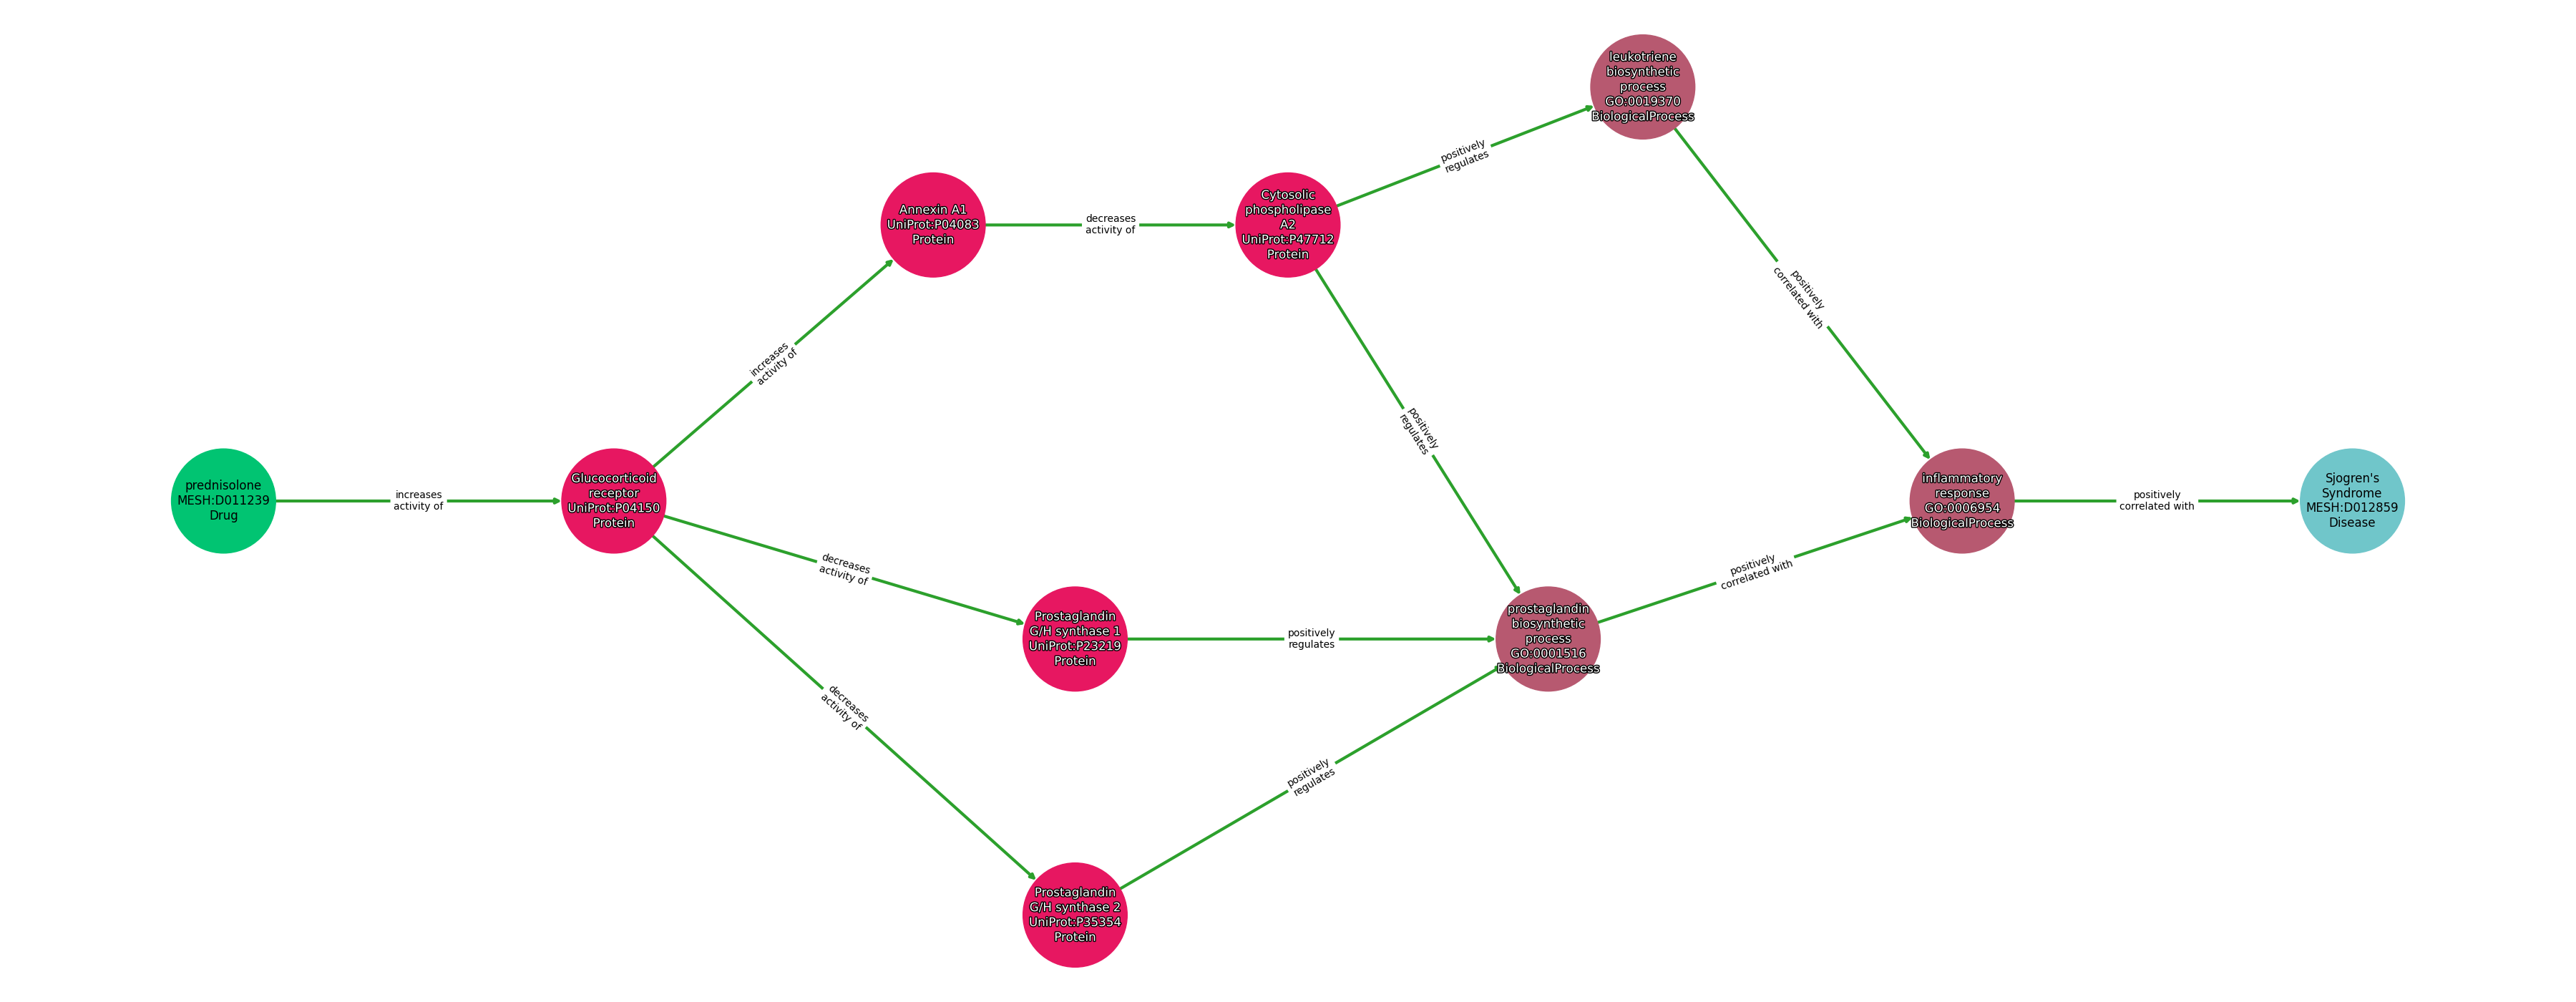 leukotriene
biosynthetic
process
GO:0019370
BiologicalProcess
positively
regulates
Annexin A1
UniProt:P04083
Protein
decreases
activity of
Cytosolic
phospholipase
A2
UniProt:P47712
Protein
positively
correlated with
increases
activity of
positively
regulates
prednisolone
MESH:D011239
Drug
increases
activity of
Glucocorticoid
receptor
UniProt:P04150
Protein
inflammatory
response
GO:0006954
BiologicalProcess
positively
correlated with
Sjogren's
Syndrome
MESH:D012859
Disease
decreases
activity of
positively
correlated with
Prostaglandin
G/H synthase 1
UniProt:P23219
Protein
positively
regulates
prostaglandin
biosynthetic
process
GO:0001516
BiologicalProcess
decreases
activity of
positively
regulates
Prostaglandin
G/H synthase 2
UniProt:P35354
Protein